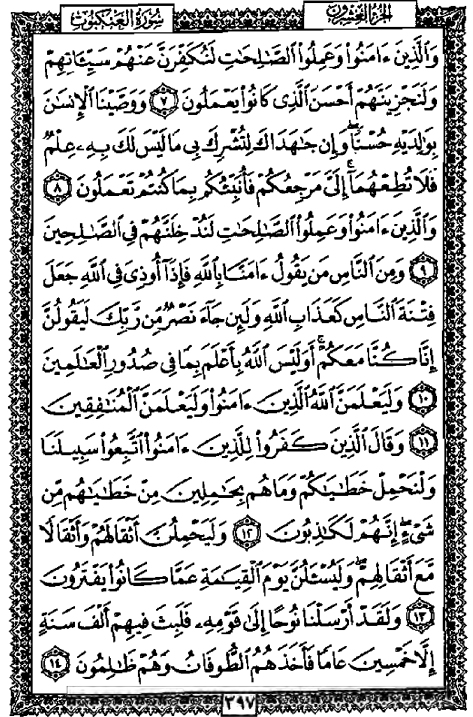 الجزء العشرون
سورة العنكبوت
وَالَّذِينَ ءَامَنُوا وَعَمِلُوا الصَّـٰلِحَـٰتِ لَنُكَفِّرَنَّ عَنْهُمْ سَيِّـَٔاتِهِمْ
وَلَنَجْزِيَنَّهُمْ أَحْسَنَ الَّذِى كَانُوا يَعْمَلُونَ ٧ وَوَصَّيْنَا الْإِنسَـٰنَ
بِوَٰلِدَيْهِ حُسْنًا وَإِن جَـٰهَدَاكَ لِتُشْرِكَ بِى مَا لَيْسَ لَكَ بِهِۦ عِلْمٌ
فَلَا تُطِعْهُمَآ إِلَىَّ مَرْجِعُكُمْ فَأُنَبِّئُكُم بِمَا كُنتُمْ تَعْمَلُونَ ٨
وَالَّذِينَ ءَامَنُوا وَعَمِلُوا الصَّـٰلِحَـٰتِ لَنُدْخِلَنَّهُمْ فِى الصَّـٰلِحِينَ
٩ وَمِنَ النَّاسِ مَن يَقُولُ ءَامَنَّا بِاللَّهِ فَإِذَآ أُوذِىَ فِى اللَّهِ جَعَلَ
فِتْنَةَ النَّاسِ كَعَذَابِ اللَّهِ وَلَئِن جَآءَ نَصْرٌ مِّن رَّبِّكَ لَيَقُولُنَّ
إِنَّا كُنَّا مَعَكُمْ أَوَلَيْسَ اللَّهُ بِأَعْلَمَ بِمَا فِى صُدُورِ الْعَـٰلَمِينَ
١٠ وَلَيَعْلَمَنَّ اللَّهُ الَّذِينَ ءَامَنُوا وَلَيَعْلَمَنَّ الْمُنَـٰفِقِينَ
١١ وَقَالَ الَّذِينَ كَفَرُوا لِلَّذِينَ ءَامَنُوا اتَّبِعُوا سَبِيلَنَا
وَلْنَحْمِلْ خَطَـٰيَـٰكُمْ وَمَا هُم بِحَـٰمِلِينَ مِنْ خَطَـٰيَـٰهُم مِّن
شَىْءٍ إِنَّهُمْ لَكَـٰذِبُونَ ١٢ وَلَيَحْمِلُنَّ أَثْقَالَهُمْ وَأَثْقَالًا
مَّعَ أَثْقَالِهِمْ وَلَيُسْـَٔلُنَّ يَوْمَ الْقِيَـٰمَةِ عَمَّا كَانُوا يَفْتَرُونَ
١٣ وَلَقَدْ أَرْسَلْنَا نُوحًا إِلَىٰ قَوْمِهِۦ فَلَبِثَ فِيهِمْ أَلْفَ سَنَةٍ
إِلَّا خَمْسِينَ عَامًا فَأَخَذَهُمُ الطُّوفَانُ وَهُمْ ظَـٰلِمُونَ ١٤
٣٩٧